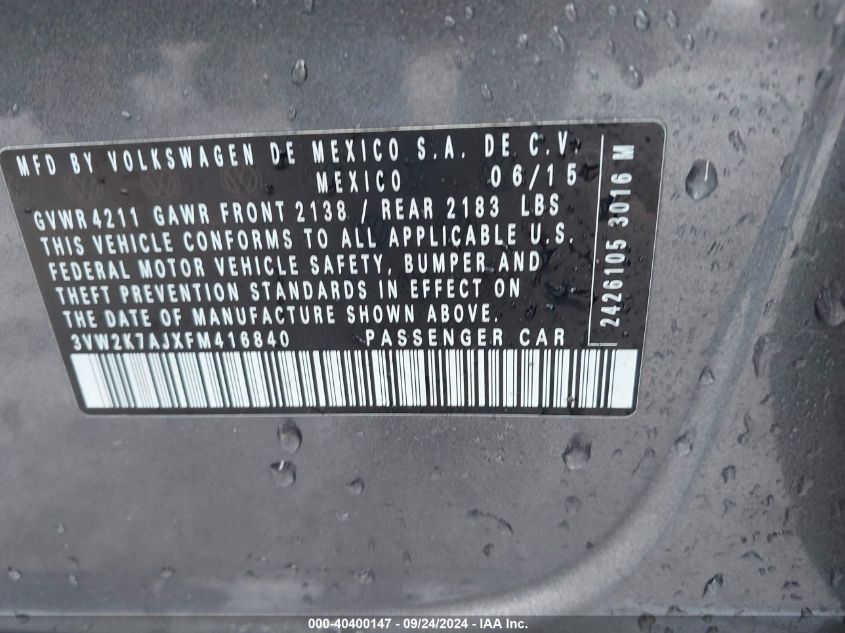 MFD BY VOLKSWAGEN DE MEXICO S.A. DE C.V.
MEXICO 06/15
GVWR 4211 GAWR FRONT 2138 / REAR 2183 LBS
THIS VEHICLE CONFORMS TO ALL APPLICABLE U.S.
FEDERAL MOTOR VEHICLE SAFETY, BUMPER AND
THEFT PREVENTION STANDARDS IN EFFECT ON
THE DATE OF MANUFACTURE SHOWN ABOVE.
3VW2K7AJXFM416840 PASSENGER CAR
2426105 3016 M
000-40400147 - 09/24/2024 - IAA Inc.